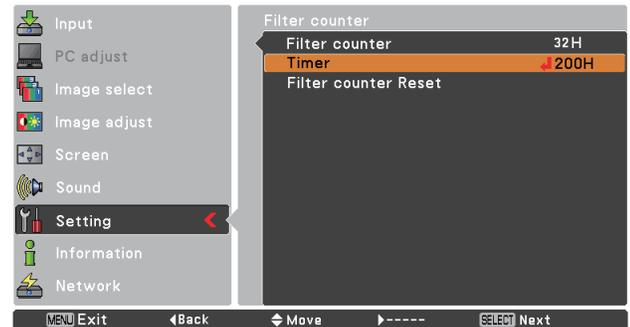 Input
PC adjust
Image select
Image adjust
Screen
Sound
Setting
Information
Network
Filter counter
Filter counter 32H
Timer 200H
Filter counter Reset
MENU Exit ◀Back Move ▶----- SELECT Next